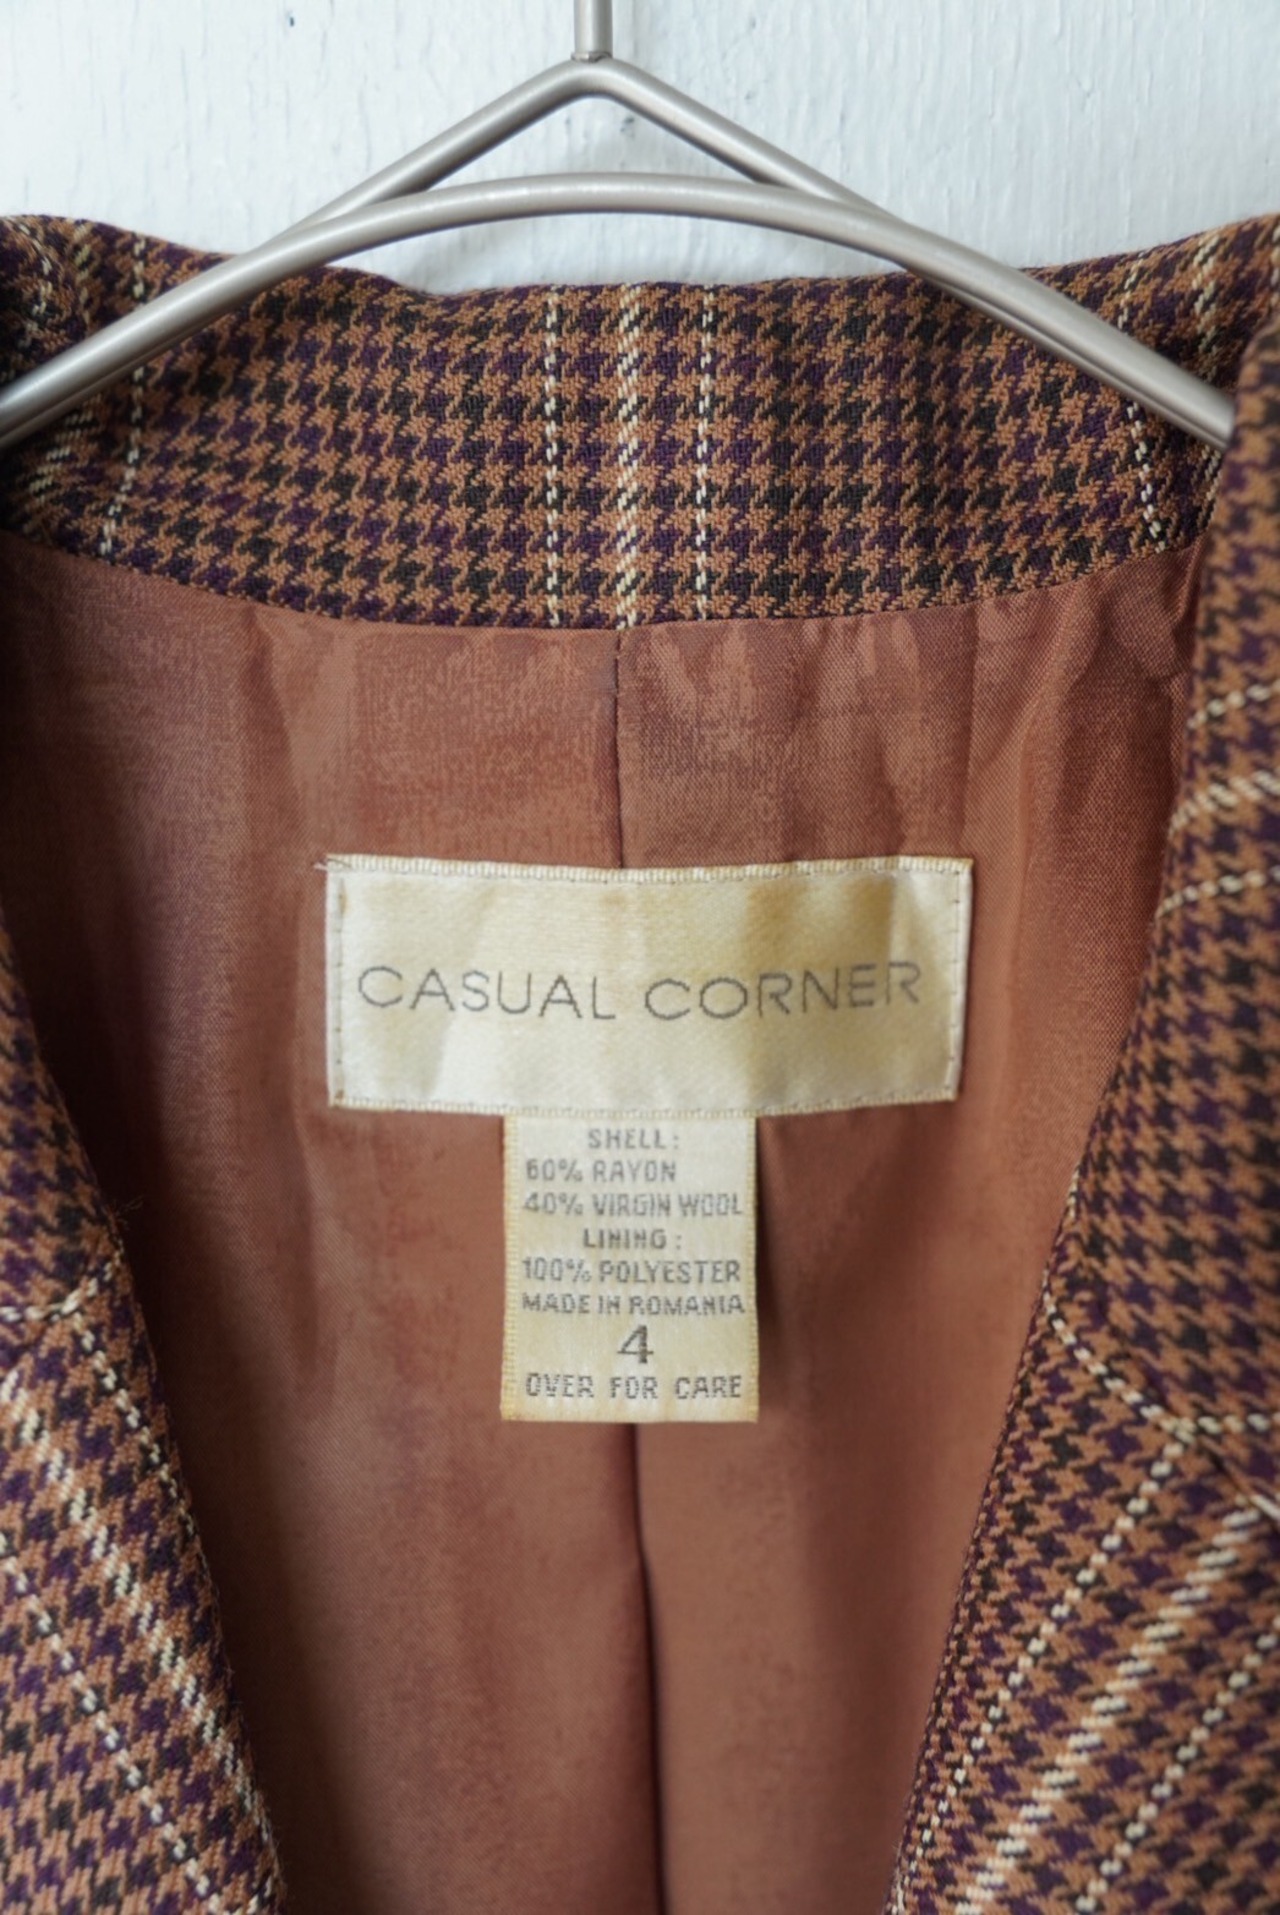 CASUAL CORNER
SHELL:
60% RAYON
40% VIRGIN WOOL
LINING:
100% POLYESTER
MADE IN ROMANIA
4
OVER FOR CARE